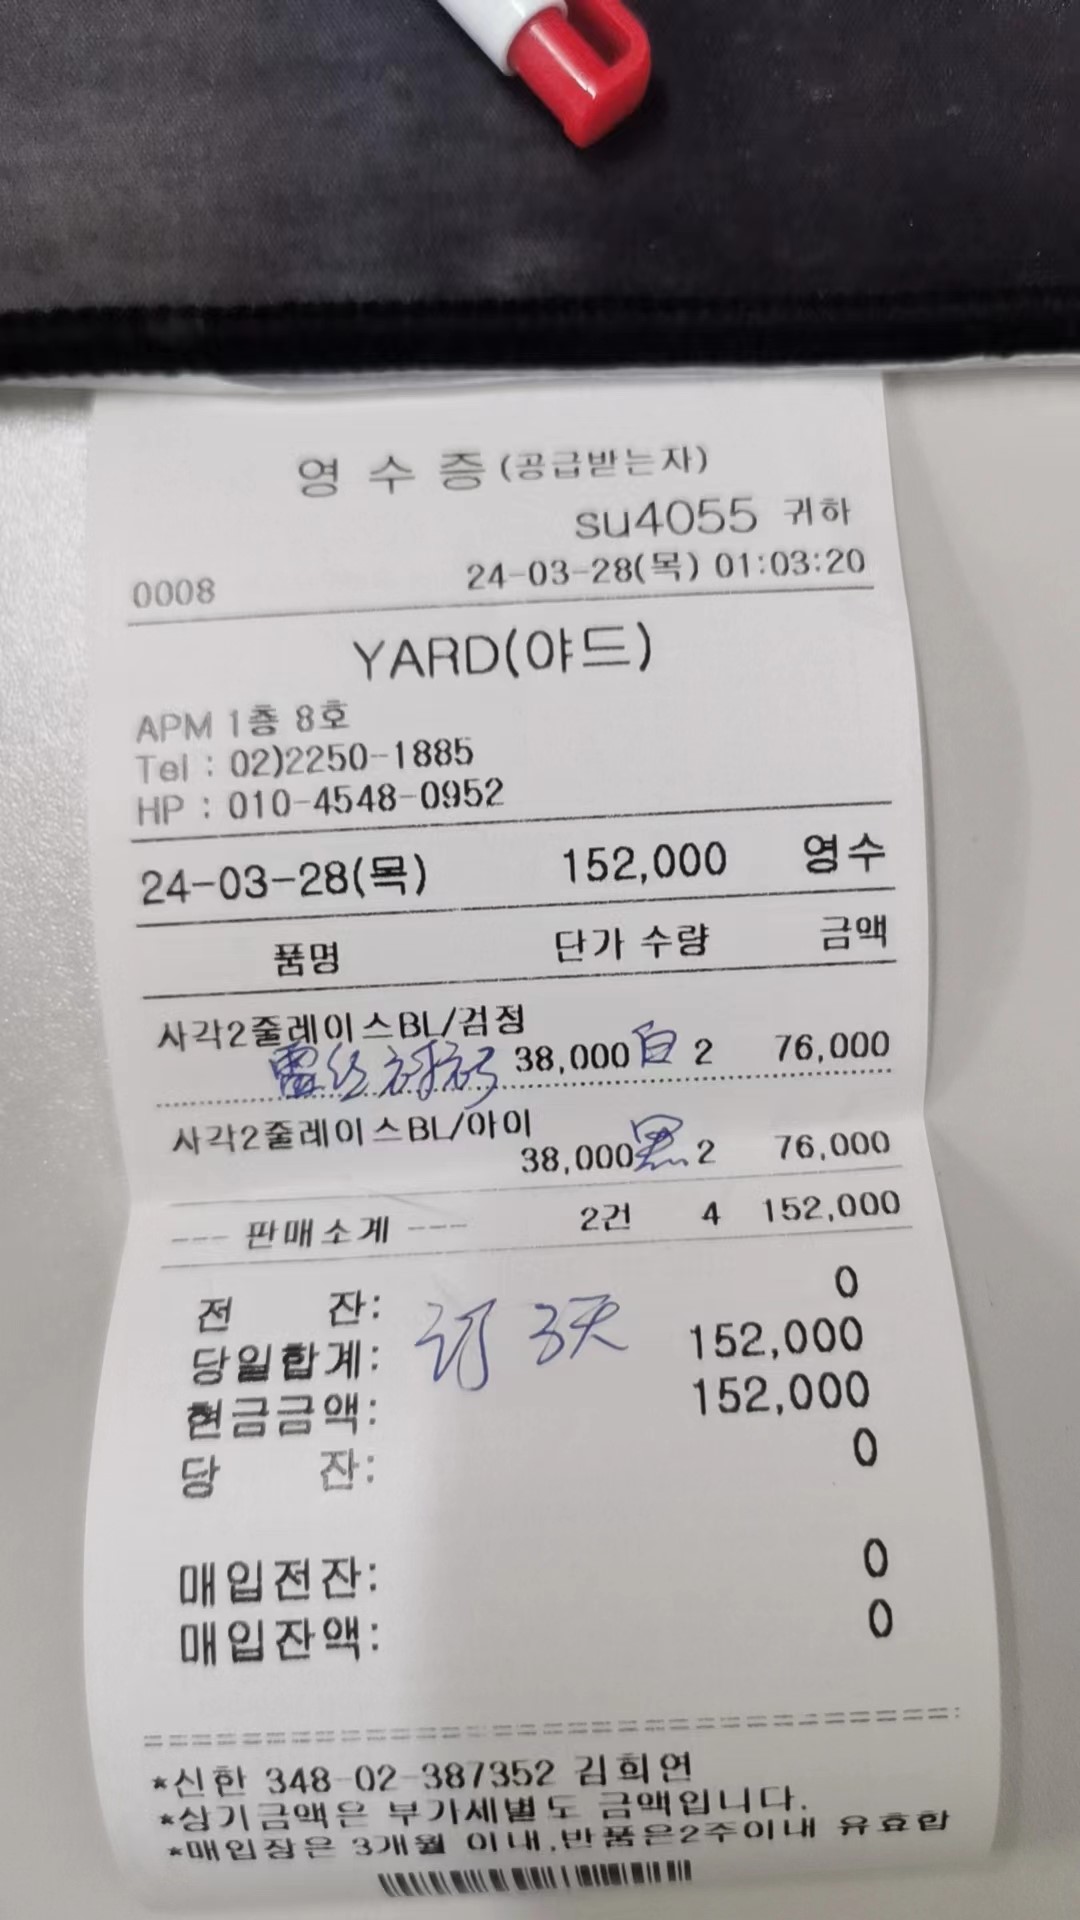 영 수 증 (공급받는자)
su4055 귀하
0008 24-03-28(목) 01:03:20
YARD(야드)
APM 1층 8호
Tel : 02)2250-1885
HP : 010-4548-0952
24-03-28(목) 152,000 영수
품명 단가 수량 금액
사각2줄레이스BL/검정
雷丝衬衫 38,000 白 2 76,000
사각2줄레이스BL/아이
38,000 黑 2 76,000
--- 판매소계 --- 2건 4 152,000
전 잔: 0
당일합계: 152,000
订 3天
현금금액: 152,000
당 잔: 0
매입전잔: 0
매입잔액: 0
*신한 348-02-387352 김희연
*상기금액은 부가세별도 금액입니다.
*매입장은 3개월 이내,반품은2주이내 유효합